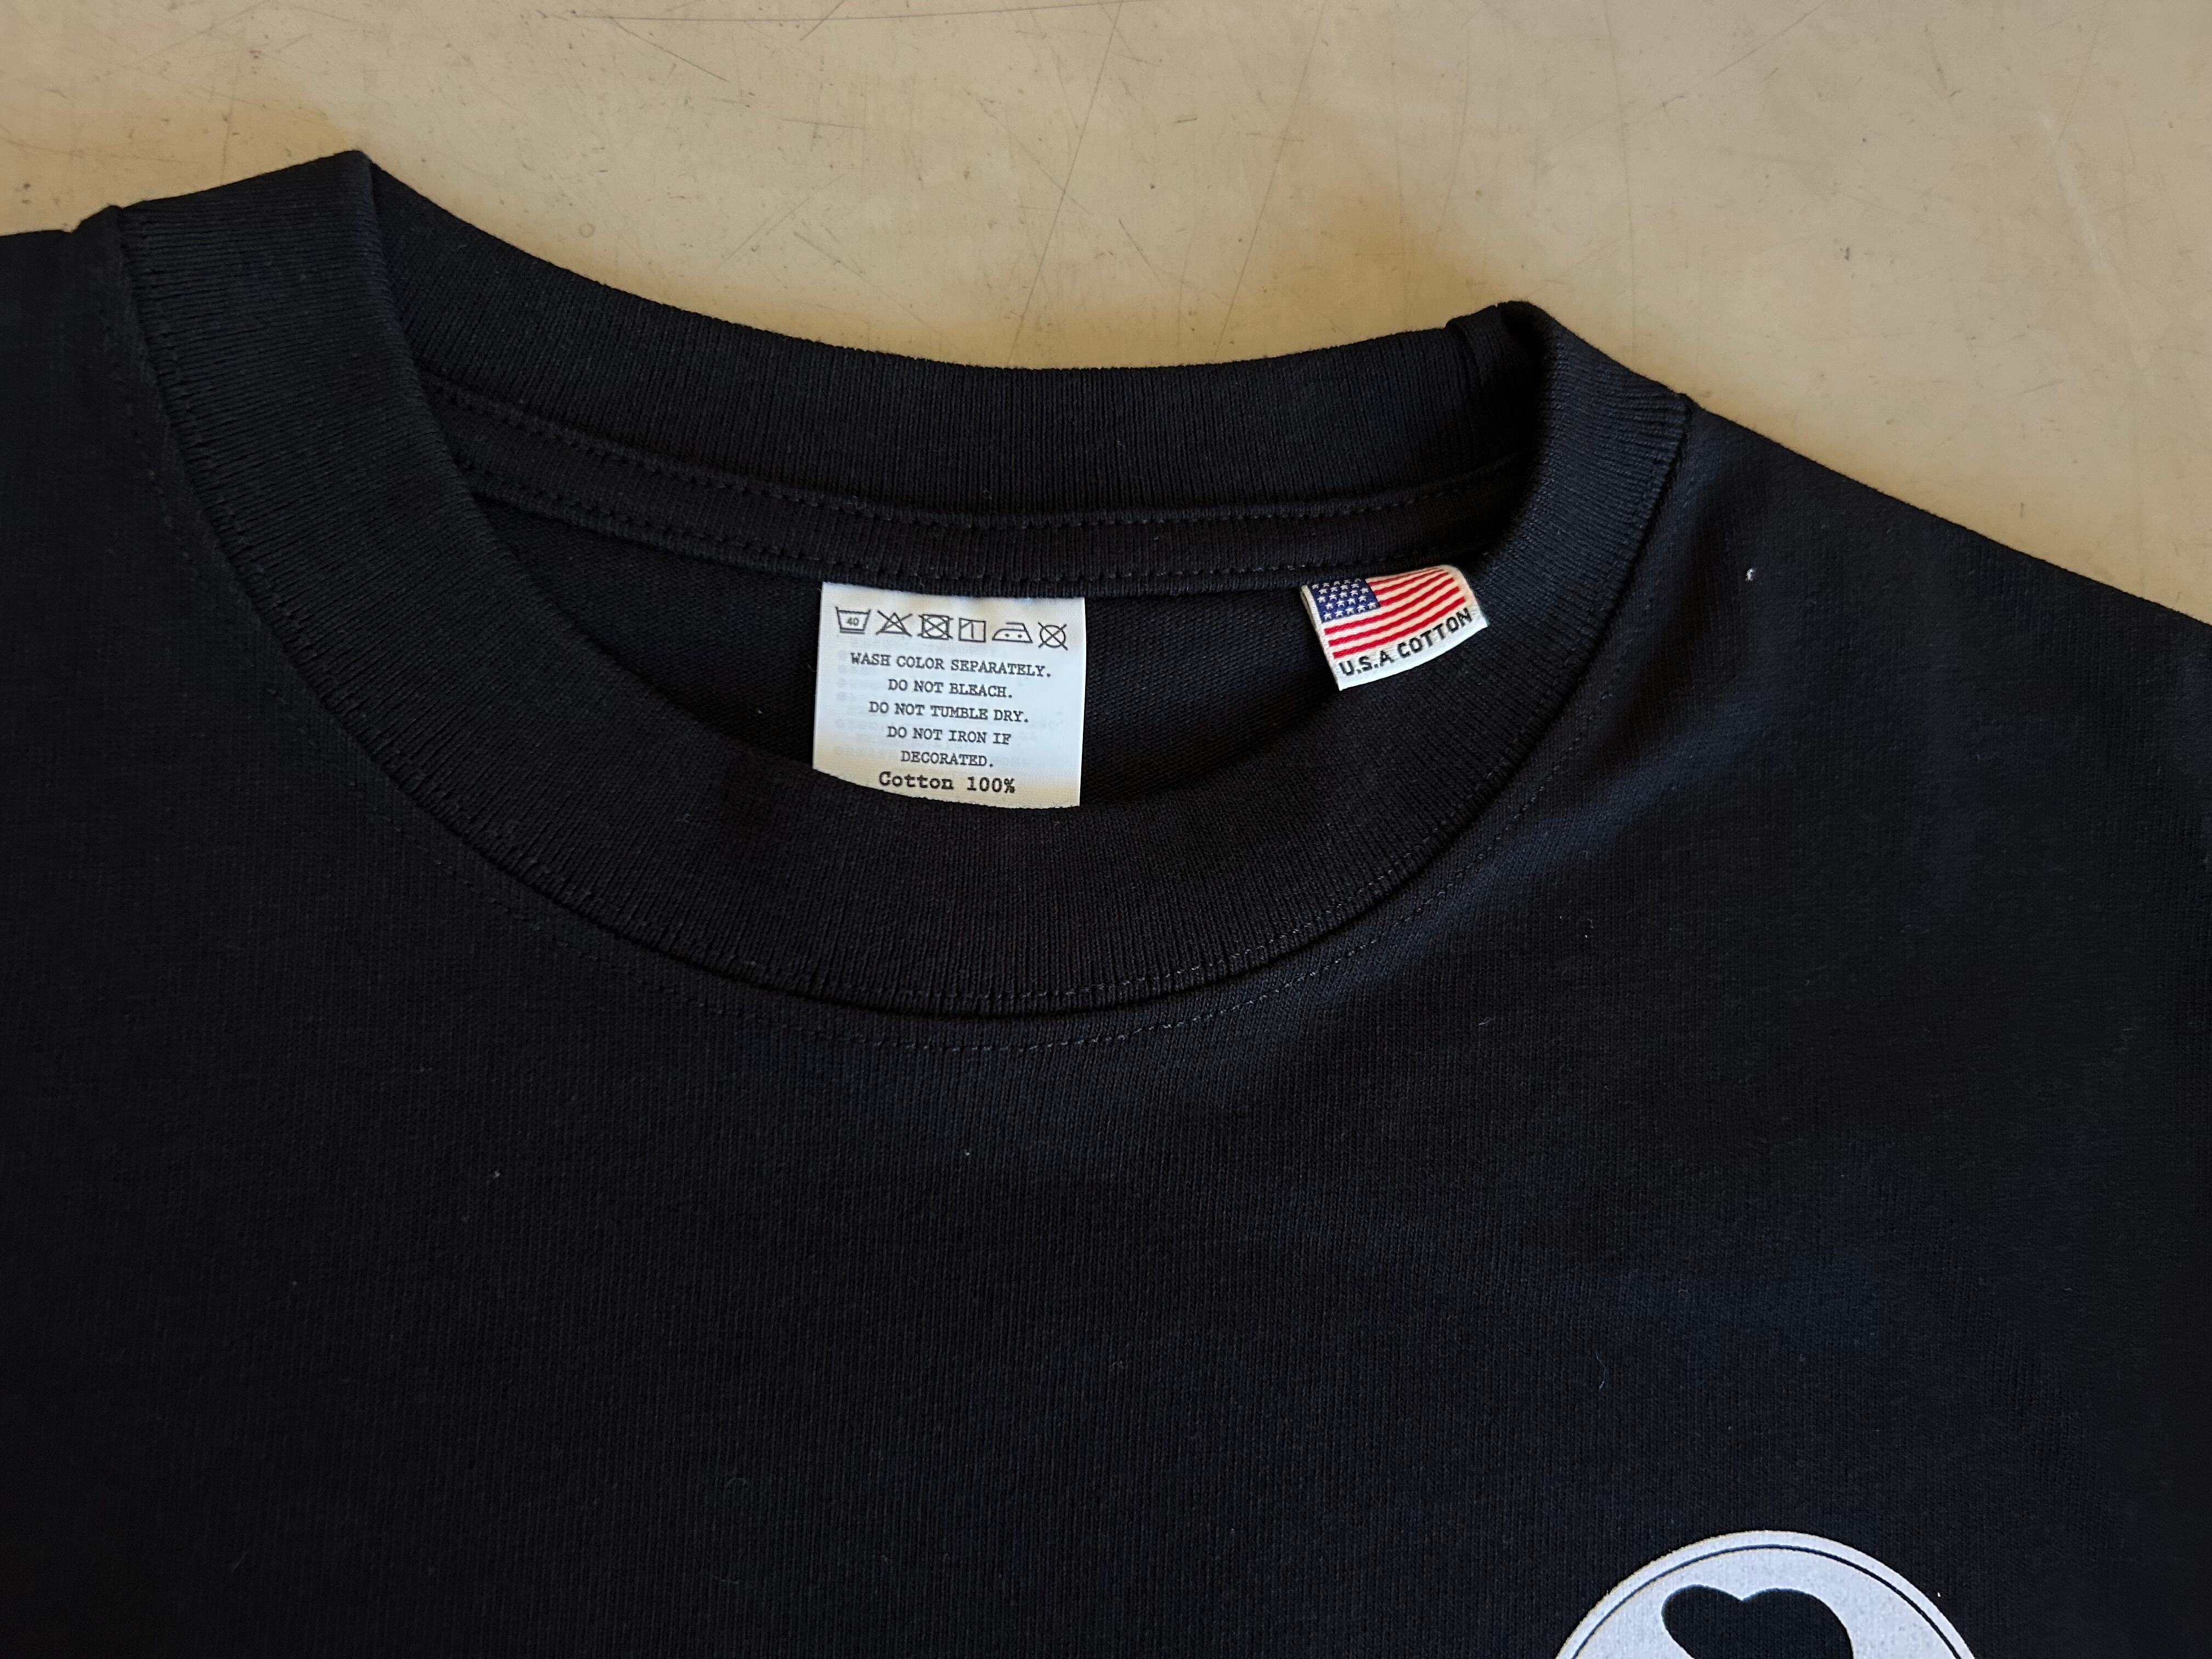 40
WASH COLOR SEPARATELY.
DO NOT BLEACH.
DO NOT TUMBLE DRY.
DO NOT IRON IF
DECORATED.
Cotton 100%
U.S.A COTTON